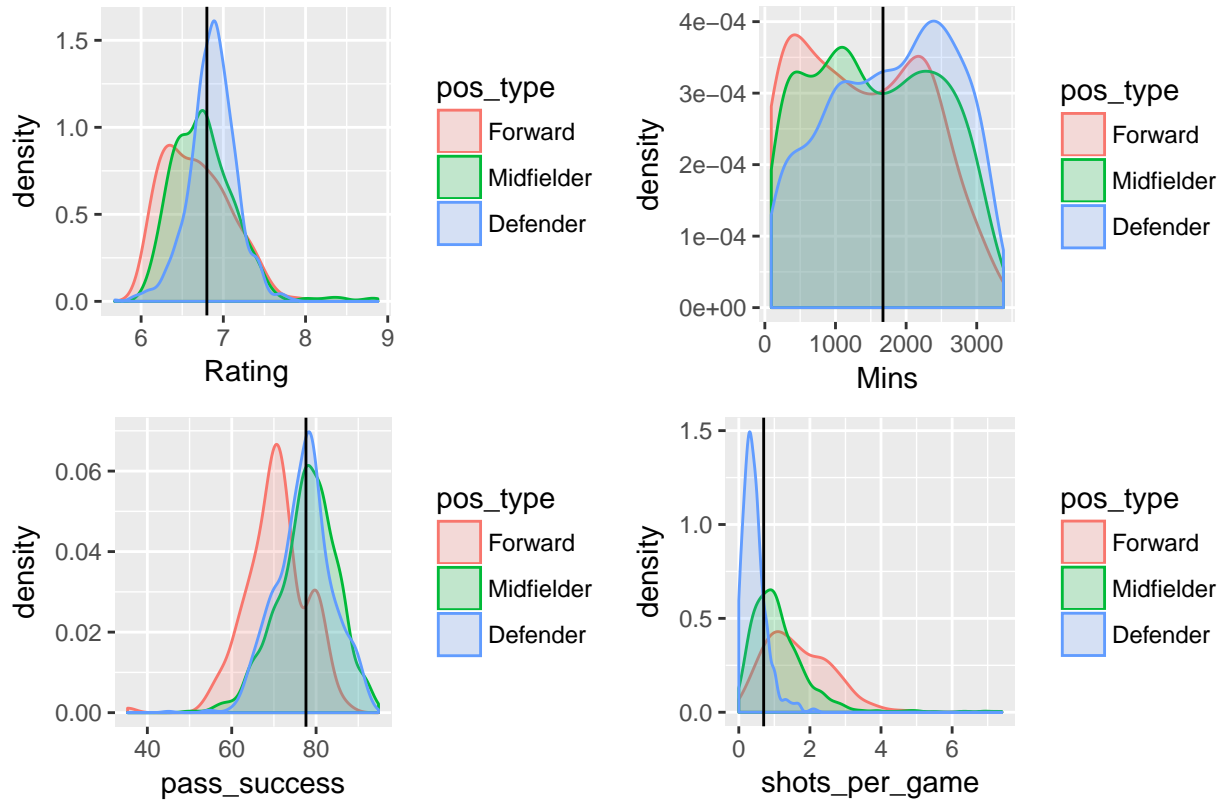 density
1.5
1.0
0.5
0.0
6 7 8 9
Rating
pos_type
Forward
Midfielder
Defender
density
4e−04
3e−04
2e−04
1e−04
0e+00
0 1000 2000 3000
Mins
pos_type
Forward
Midfielder
Defender
density
0.06
0.04
0.02
0.00
40 60 80
pass_success
pos_type
Forward
Midfielder
Defender
density
1.5
1.0
0.5
0.0
0 2 4 6
shots_per_game
pos_type
Forward
Midfielder
Defender